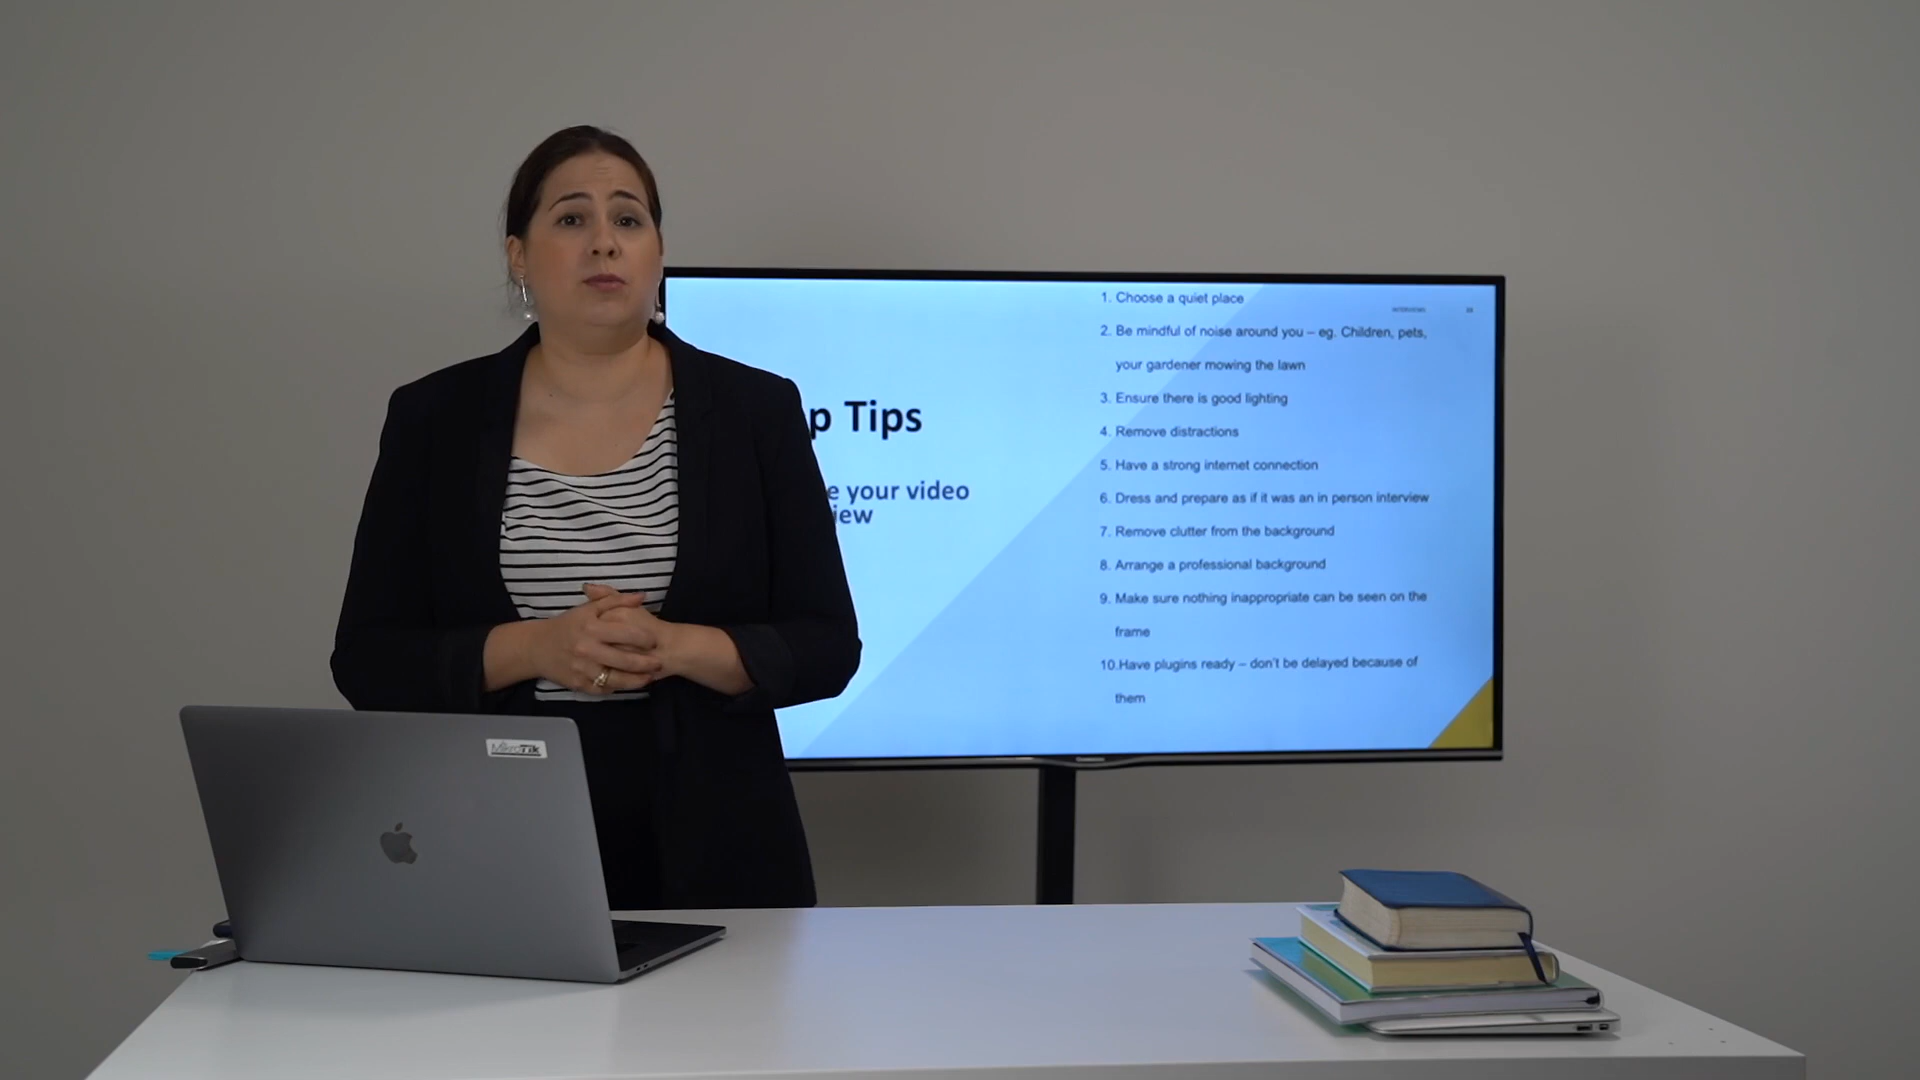 INTERVIEWS
p Tips
e your video
iew
1. Choose a quiet place
2. Be mindful of noise around you – eg. Children, pets,
your gardener mowing the lawn
3. Ensure there is good lighting
4. Remove distractions
5. Have a strong internet connection
6. Dress and prepare as if it was an in person interview
7. Remove clutter from the background
8. Arrange a professional background
9. Make sure nothing inappropriate can be seen on the
frame
10.Have plugins ready – don't be delayed because of
them
MikroTik